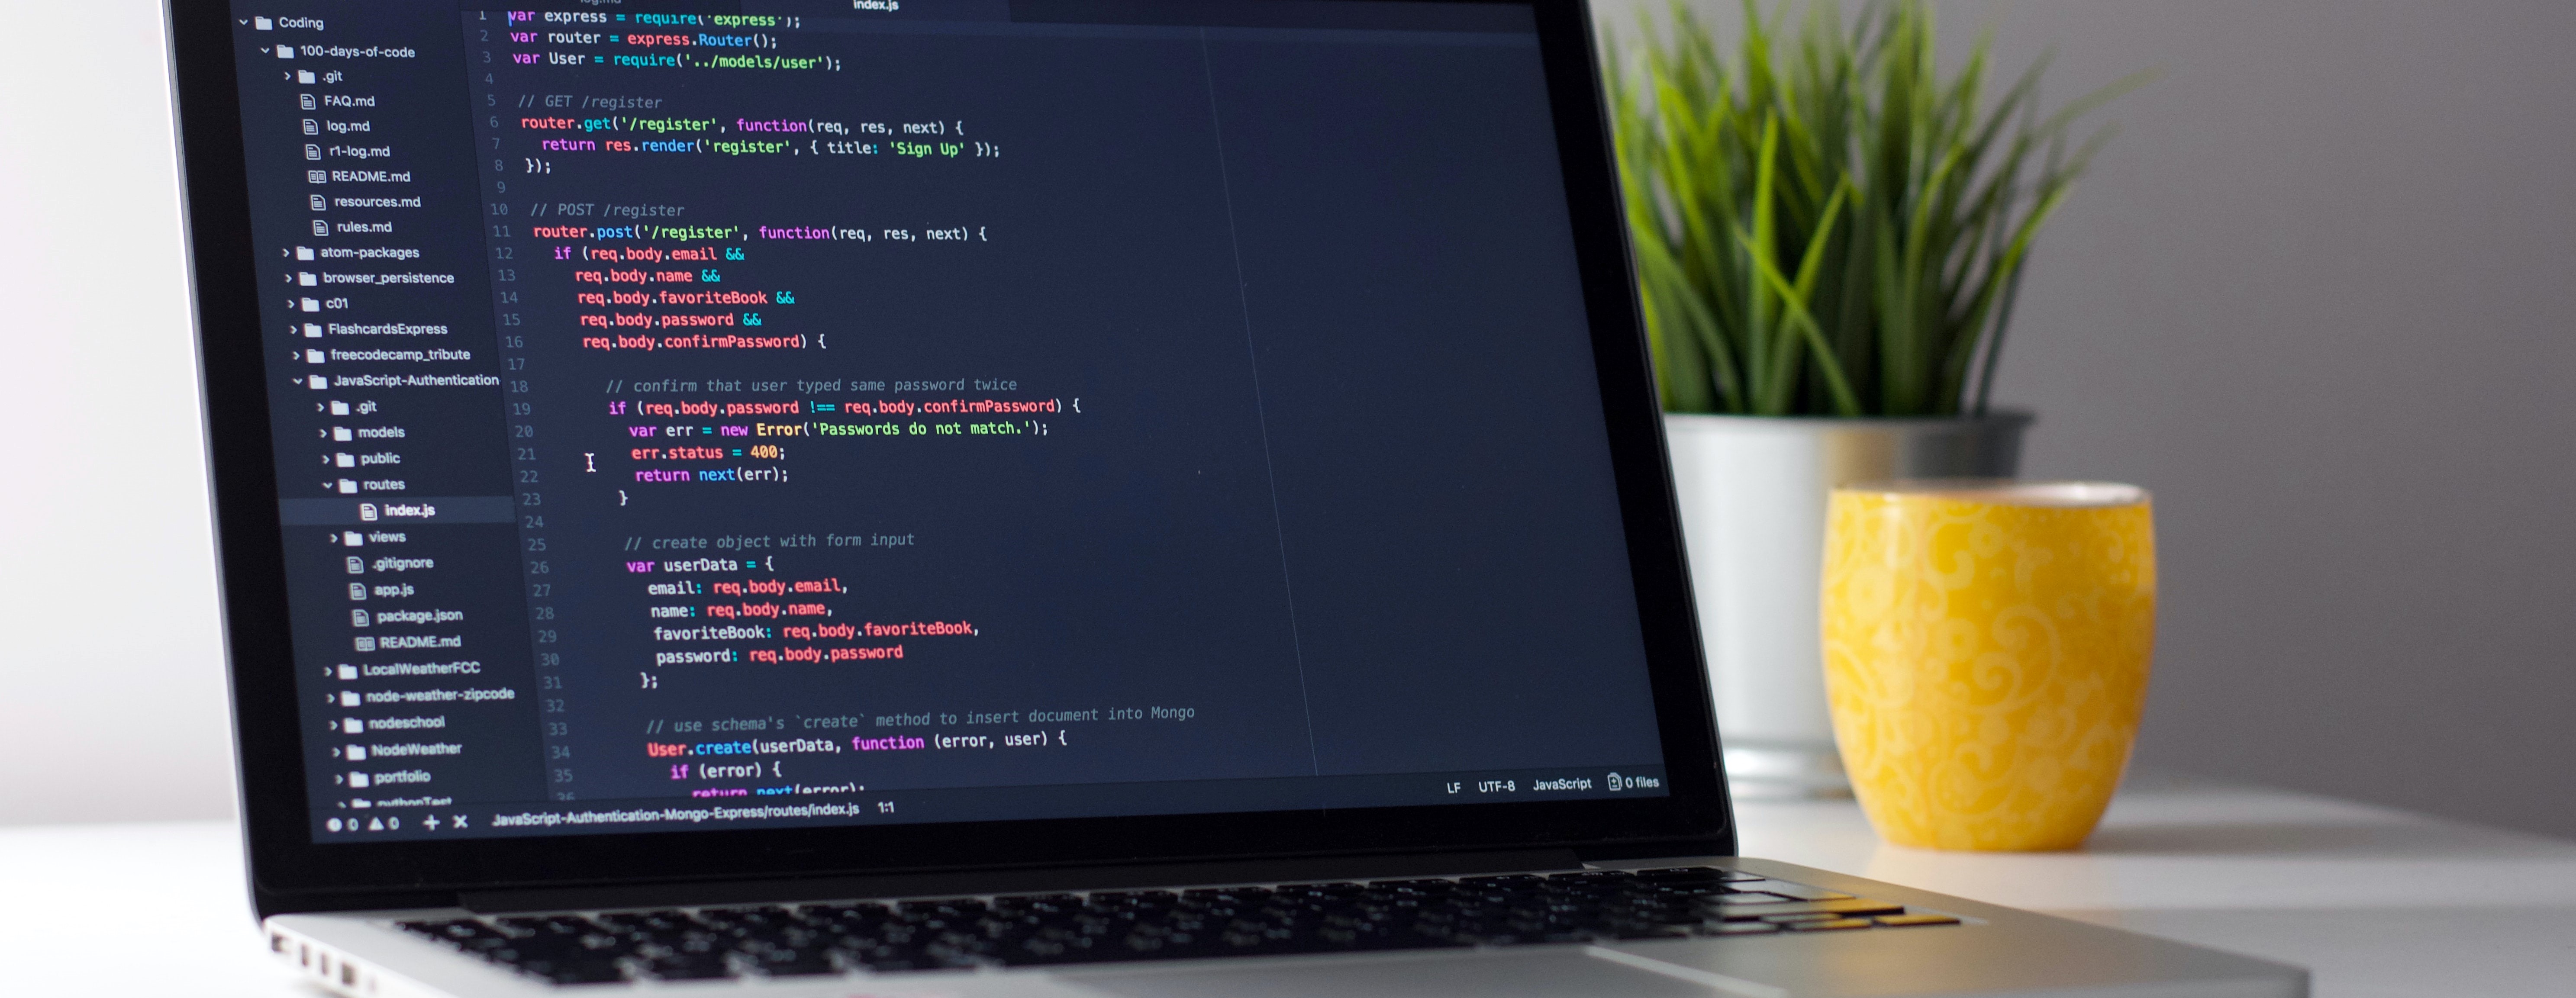 Coding
100-days-of-code
.git
FAQ.md
log.md
r1-log.md
README.md
resources.md
rules.md
atom-packages
browser_persistence
c01
FlashcardsExpress
freecodecamp_tribute
JavaScript-Authentication
.git
models
public
routes
index.js
views
.gitignore
app.js
package.json
README.md
LocalWeatherFCC
node-weather-zipcode
nodeschool
NodeWeather
portfolio
pythonTest
log.md
index.js
1 var express = require('express');
2 var router = express.Router();
3 var User = require('../models/user');
4
5 // GET /register
6 router.get('/register', function(req, res, next) {
7 return res.render('register', { title: 'Sign Up' });
8 });
9
10 // POST /register
11 router.post('/register', function(req, res, next) {
12 if (req.body.email &&
13 req.body.name &&
14 req.body.favoriteBook &&
15 req.body.password &&
16 req.body.confirmPassword) {
17
18 // confirm that user typed same password twice
19 if (req.body.password !== req.body.confirmPassword) {
20 var err = new Error('Passwords do not match.');
21 err.status = 400;
22 return next(err);
23 }
24
25 // create object with form input
26 var userData = {
27 email: req.body.email,
28 name: req.body.name,
29 favoriteBook: req.body.favoriteBook,
30 password: req.body.password
31 };
32
33 // use schema's `create` method to insert document into Mongo
34 User.create(userData, function (error, user) {
35 if (error) {
36 return next(error);
0 0 JavaScript-Authentication-Mongo-Express/routes/index.js 1:1 LF UTF-8 JavaScript 0 files